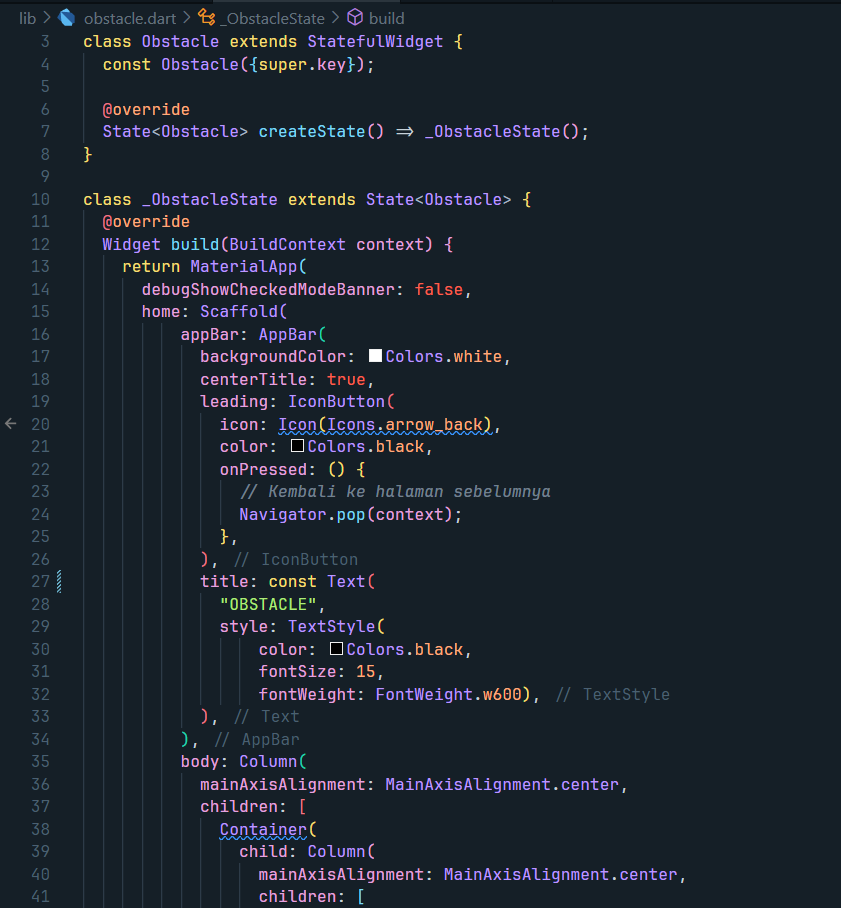 lib > obstacle.dart > _ObstacleState > build
3 class Obstacle extends StatefulWidget {
4 const Obstacle({super.key});
5
6 @override
7 State<Obstacle> createState() => _ObstacleState();
8 }
9
10 class _ObstacleState extends State<Obstacle> {
11 @override
12 Widget build(BuildContext context) {
13 return MaterialApp(
14 debugShowCheckedModeBanner: false,
15 home: Scaffold(
16 appBar: AppBar(
17 backgroundColor: Colors.white,
18 centerTitle: true,
19 leading: IconButton(
20 icon: Icon(Icons.arrow_back),
21 color: Colors.black,
22 onPressed: () {
23 // Kembali ke halaman sebelumnya
24 Navigator.pop(context);
25 },
26 ), // IconButton
27 title: const Text(
28 "OBSTACLE",
29 style: TextStyle(
30 color: Colors.black,
31 fontSize: 15,
32 fontWeight: FontWeight.w600), // TextStyle
33 ), // Text
34 ), // AppBar
35 body: Column(
36 mainAxisAlignment: MainAxisAlignment.center,
37 children: [
38 Container(
39 child: Column(
40 mainAxisAlignment: MainAxisAlignment.center,
41 children: [